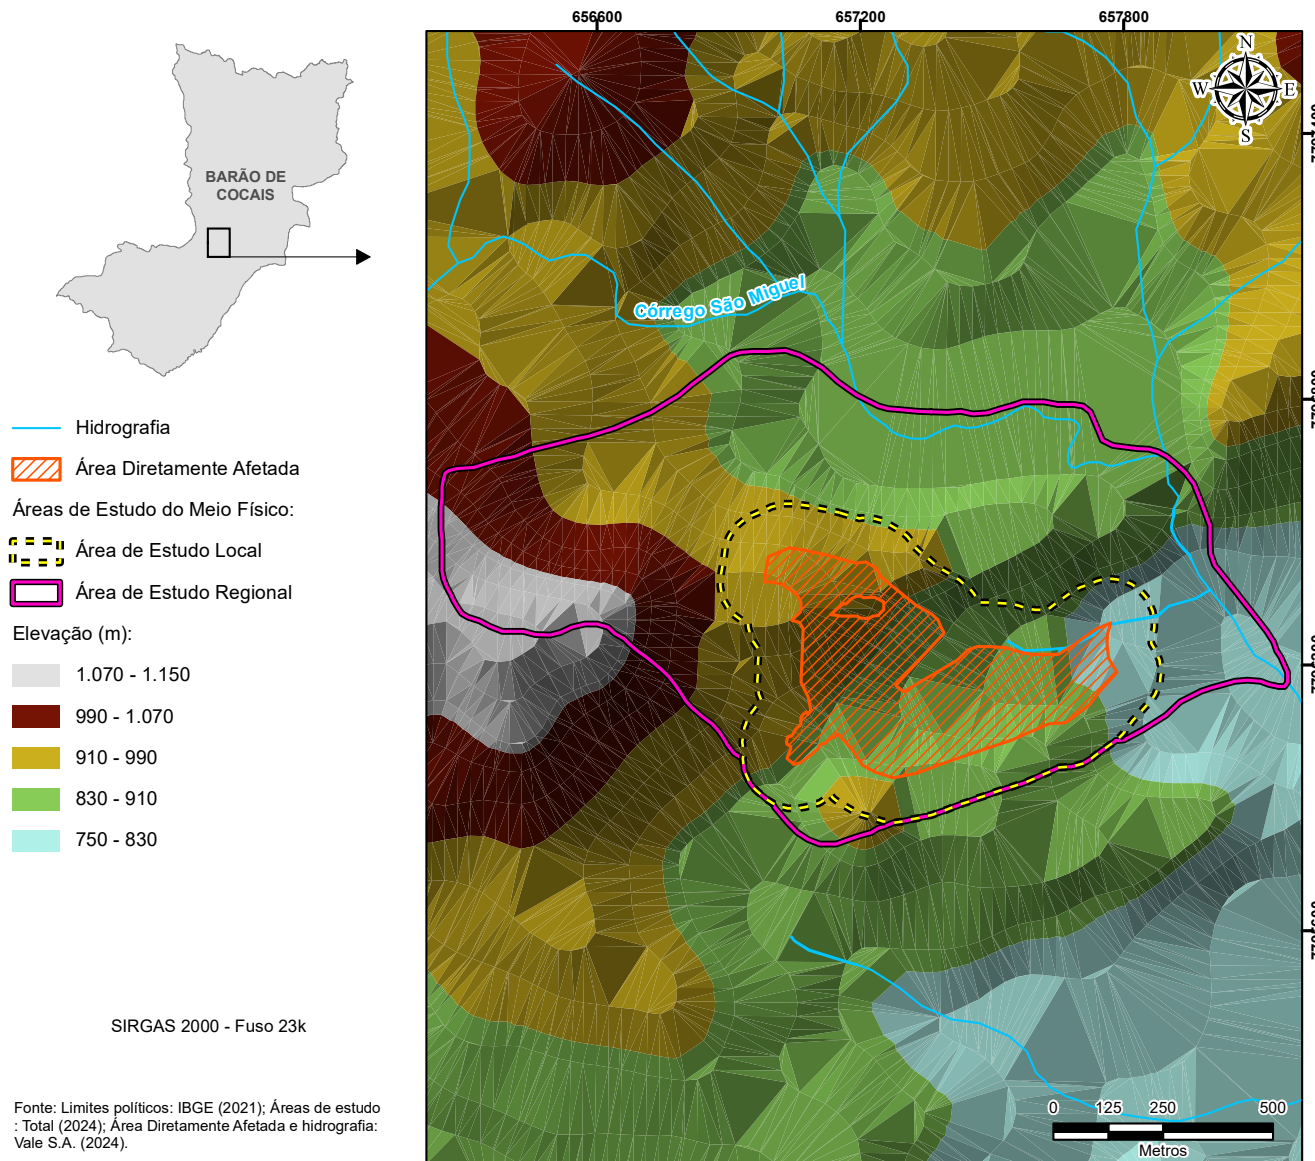 656600
657200
657800
N
W
E
S
BARÃO DE
COCAIS
Córrego São Miguel
Hidrografia
Área Diretamente Afetada
Áreas de Estudo do Meio Físico:
Área de Estudo Local
Área de Estudo Regional
Elevação (m):
1.070 - 1.150
990 - 1.070
910 - 990
830 - 910
750 - 830
SIRGAS 2000 - Fuso 23k
Fonte: Limites políticos: IBGE (2021); Áreas de estudo
: Total (2024); Área Diretamente Afetada e hidrografia:
Vale S.A. (2024).
0 125 250 500
Metros